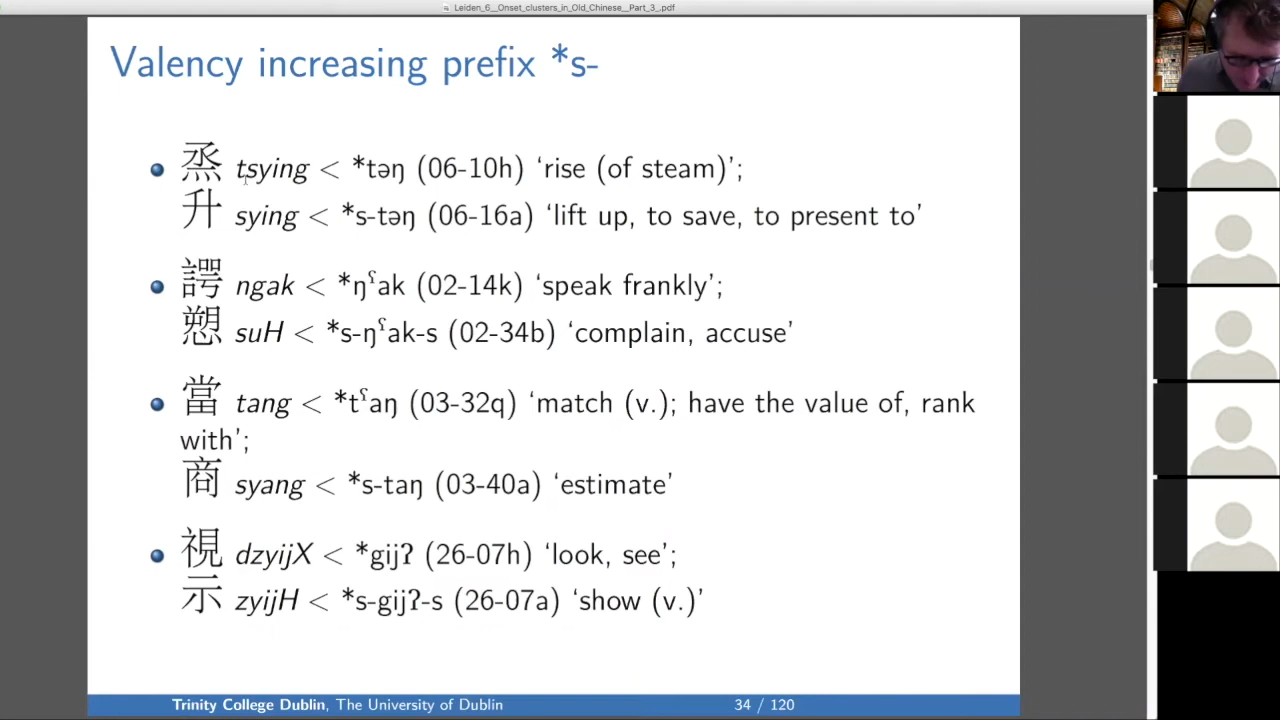 Leiden_6__Onset_clusters_in_Old_Chinese__Part_3_.pdf
Valency increasing prefix *s-
烝 tsying < *təŋ (06-10h) ‘rise (of steam)’;
升 sying < *s-təŋ (06-16a) ‘lift up, to save, to present to’
諤 ngak < *ŋˤak (02-14k) ‘speak frankly’;
愬 suH < *s-ŋˤak-s (02-34b) ‘complain, accuse’
當 tang < *tˤaŋ (03-32q) ‘match (v.); have the value of, rank
with’;
商 syang < *s-taŋ (03-40a) ‘estimate’
視 dzyijX < *gijʔ (26-07h) ‘look, see’;
示 zyijH < *s-gijʔ-s (26-07a) ‘show (v.)’
Trinity College Dublin, The University of Dublin 34 / 120